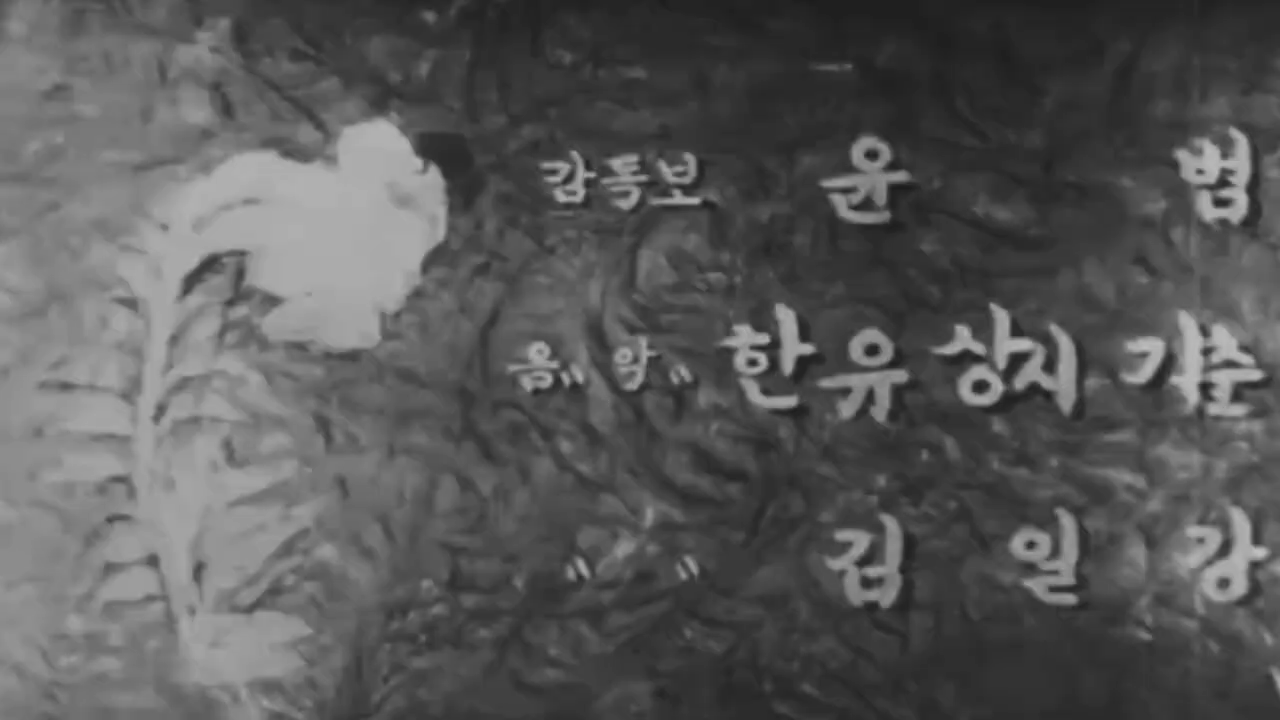 감독보 윤 범
음〃 악〃 한유 상지 기춘
〃 〃 김 일 강